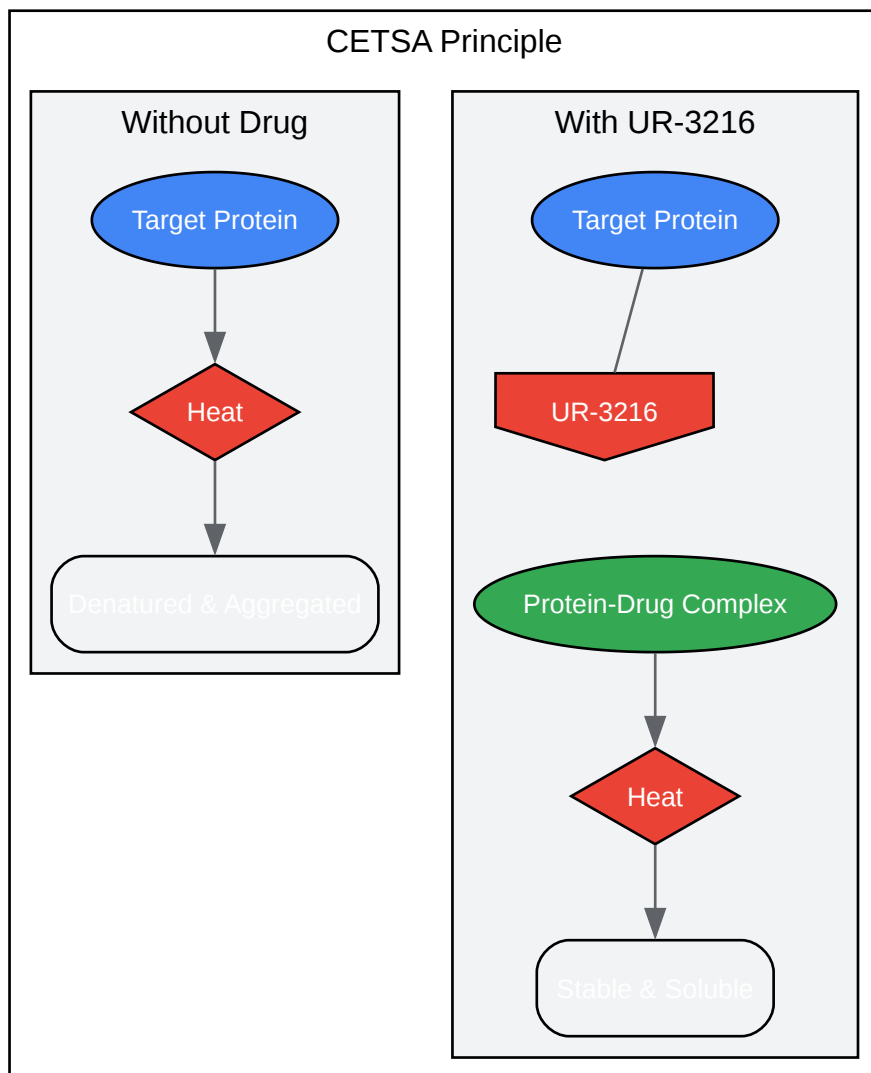 CETSA Principle
Without Drug
Target Protein
Heat
Denatured & Aggregated
With UR-3216
Target Protein
UR-3216
Protein-Drug Complex
Heat
Stable & Soluble